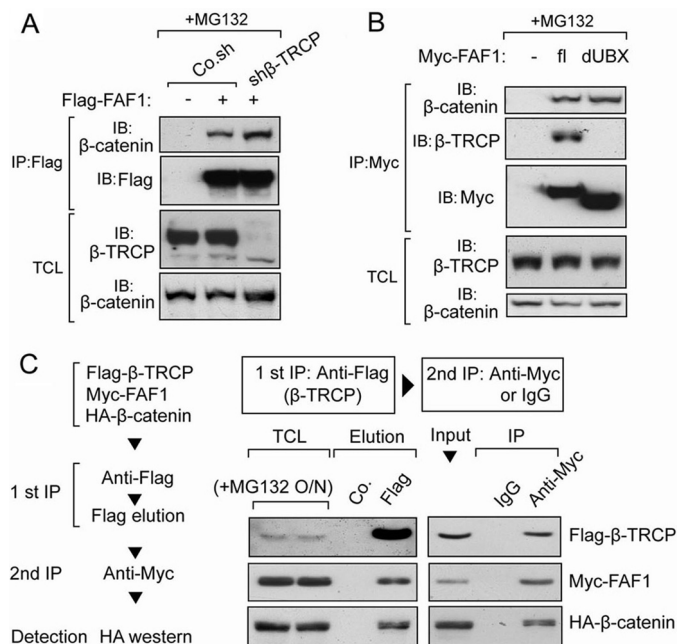 A
+MG132
Co.sh
shβ-TRCP
Flag-FAF1: - + +
IP:Flag
IB: β-catenin
IB:Flag
TCL
IB: β-TRCP
IB: β-catenin
B
+MG132
Myc-FAF1: - fl dUBX
IP:Myc
IB: β-catenin
IB:β-TRCP
IB:Myc
TCL
IB: β-TRCP
IB: β-catenin
C
Flag-β-TRCP
Myc-FAF1
HA-β-catenin
1 st IP
Anti-Flag
Flag elution
2nd IP
Anti-Myc
Detection
HA western
1 st IP: Anti-Flag
(β-TRCP)
2nd IP: Anti-Myc
or IgG
TCL
Elution
Input
IP
(+MG132 O/N)
Co.
Flag
IgG
Anti-Myc
Flag-β-TRCP
Myc-FAF1
HA-β-catenin